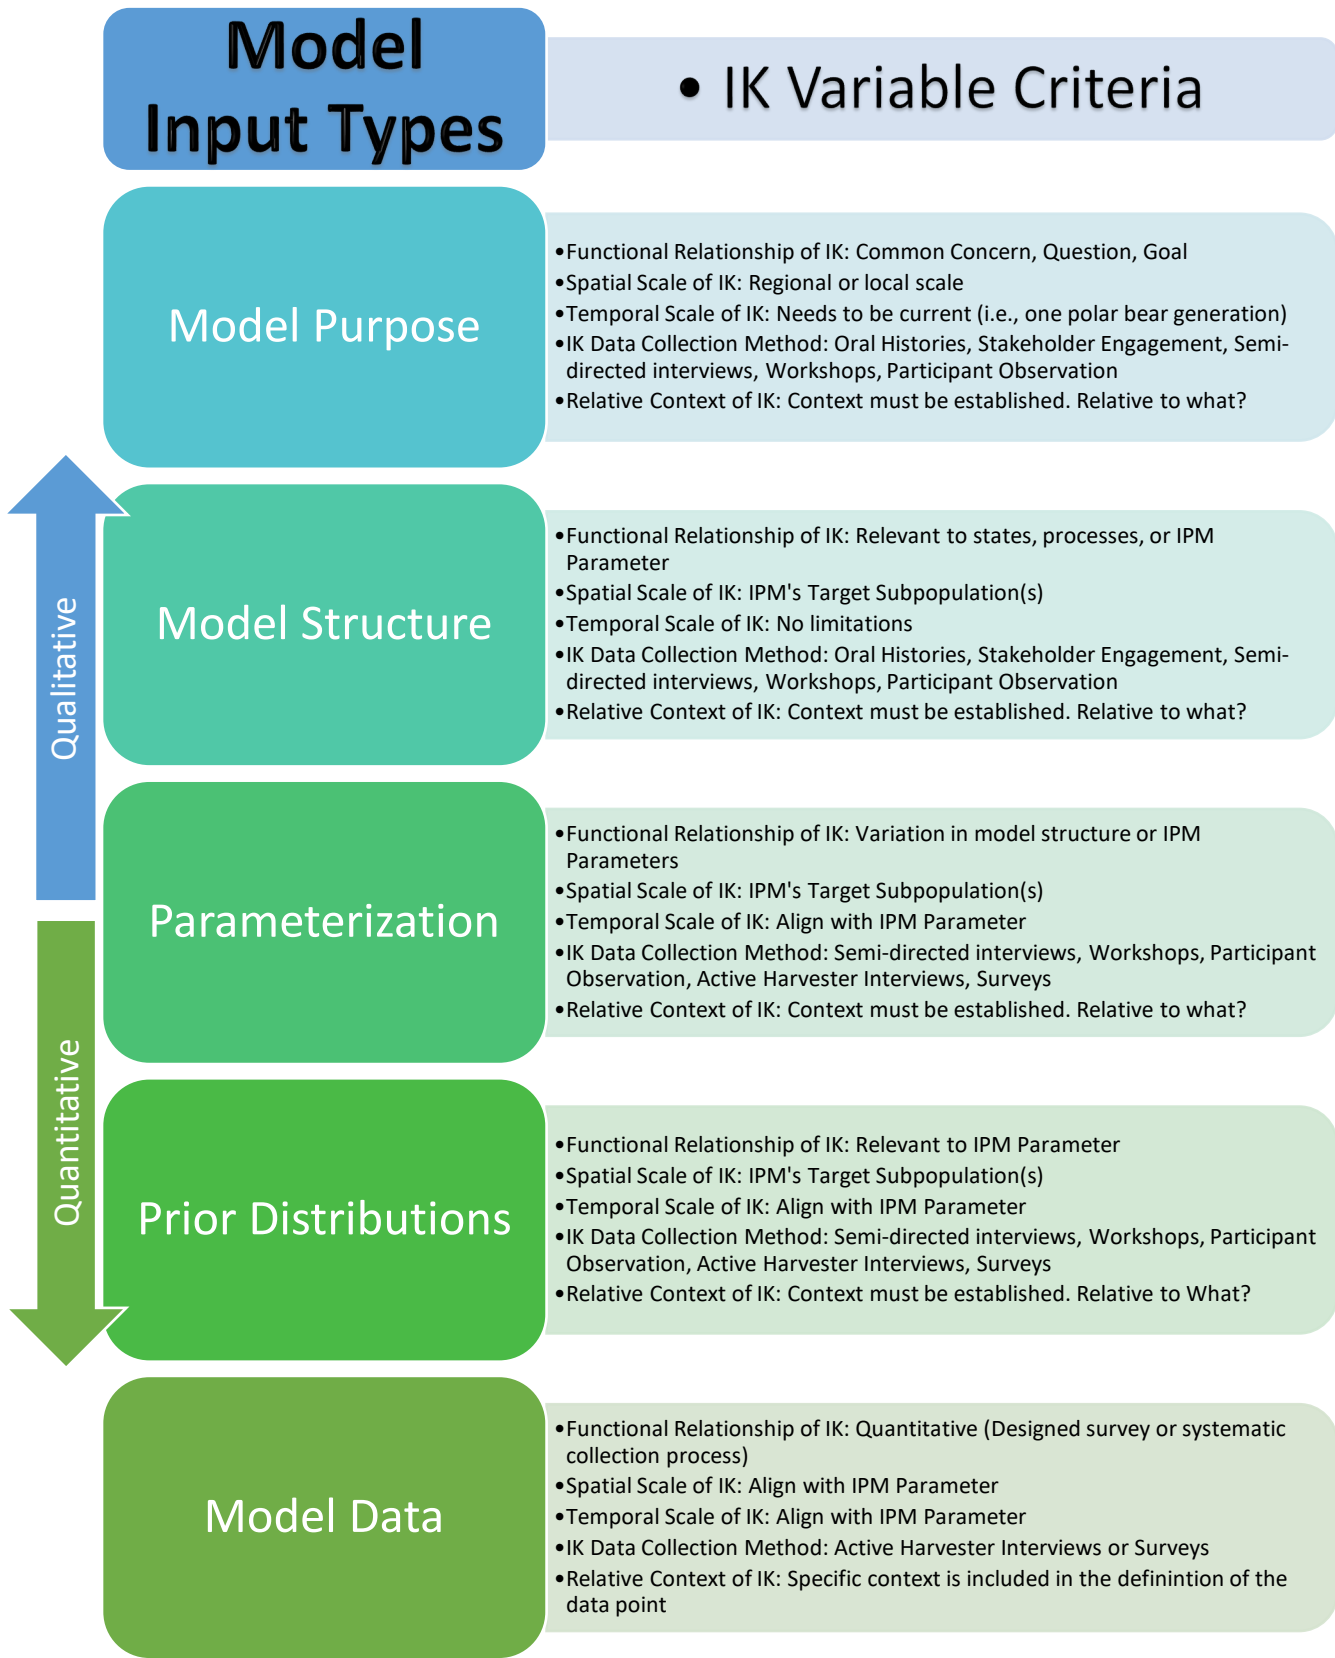 Model
Input Types
• IK Variable Criteria
Model Purpose
•Functional Relationship of IK: Common Concern, Question, Goal
•Spatial Scale of IK: Regional or local scale
•Temporal Scale of IK: Needs to be current (i.e., one polar bear generation)
•IK Data Collection Method: Oral Histories, Stakeholder Engagement, Semi-
directed interviews, Workshops, Participant Observation
•Relative Context of IK: Context must be established. Relative to what?
Qualitative
Model Structure
•Functional Relationship of IK: Relevant to states, processes, or IPM
Parameter
•Spatial Scale of IK: IPM's Target Subpopulation(s)
•Temporal Scale of IK: No limitations
•IK Data Collection Method: Oral Histories, Stakeholder Engagement, Semi-
directed interviews, Workshops, Participant Observation
•Relative Context of IK: Context must be established. Relative to what?
Parameterization
•Functional Relationship of IK: Variation in model structure or IPM
Parameters
•Spatial Scale of IK: IPM's Target Subpopulation(s)
•Temporal Scale of IK: Align with IPM Parameter
•IK Data Collection Method: Semi-directed interviews, Workshops, Participant
Observation, Active Harvester Interviews, Surveys
•Relative Context of IK: Context must be established. Relative to what?
Quantitative
Prior Distributions
•Functional Relationship of IK: Relevant to IPM Parameter
•Spatial Scale of IK: IPM's Target Subpopulation(s)
•Temporal Scale of IK: Align with IPM Parameter
•IK Data Collection Method: Semi-directed interviews, Workshops, Participant
Observation, Active Harvester Interviews, Surveys
•Relative Context of IK: Context must be established. Relative to What?
Model Data
•Functional Relationship of IK: Quantitative (Designed survey or systematic
collection process)
•Spatial Scale of IK: Align with IPM Parameter
•Temporal Scale of IK: Align with IPM Parameter
•IK Data Collection Method: Active Harvester Interviews or Surveys
•Relative Context of IK: Specific context is included in the definintion of the
data point